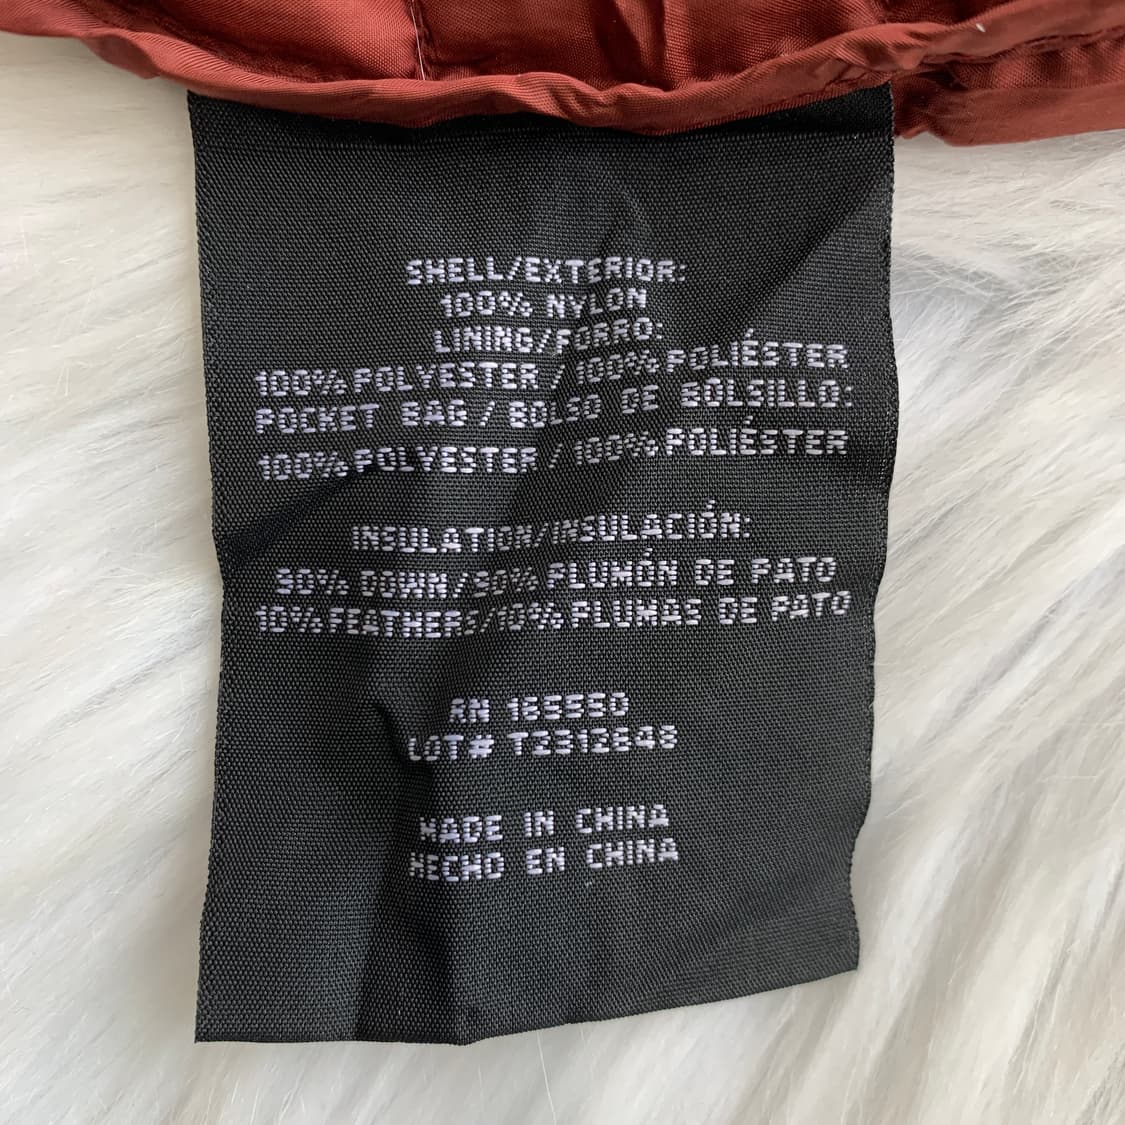 SHELL/EXTERIOR:
100% NYLON
LINING/FORRO:
100% POLYESTER / 100% POLIÉSTER
POCKET BAG / BOLSO DE BOLSILLO:
100% POLYESTER / 100% POLIÉSTER
INSULATION/INSULACIÓN:
90% DOWN/90% PLUMÓN DE PATO
10% FEATHERS/10% PLUMAS DE PATO
RN
LOT#
MADE IN CHINA
HECHO EN CHINA